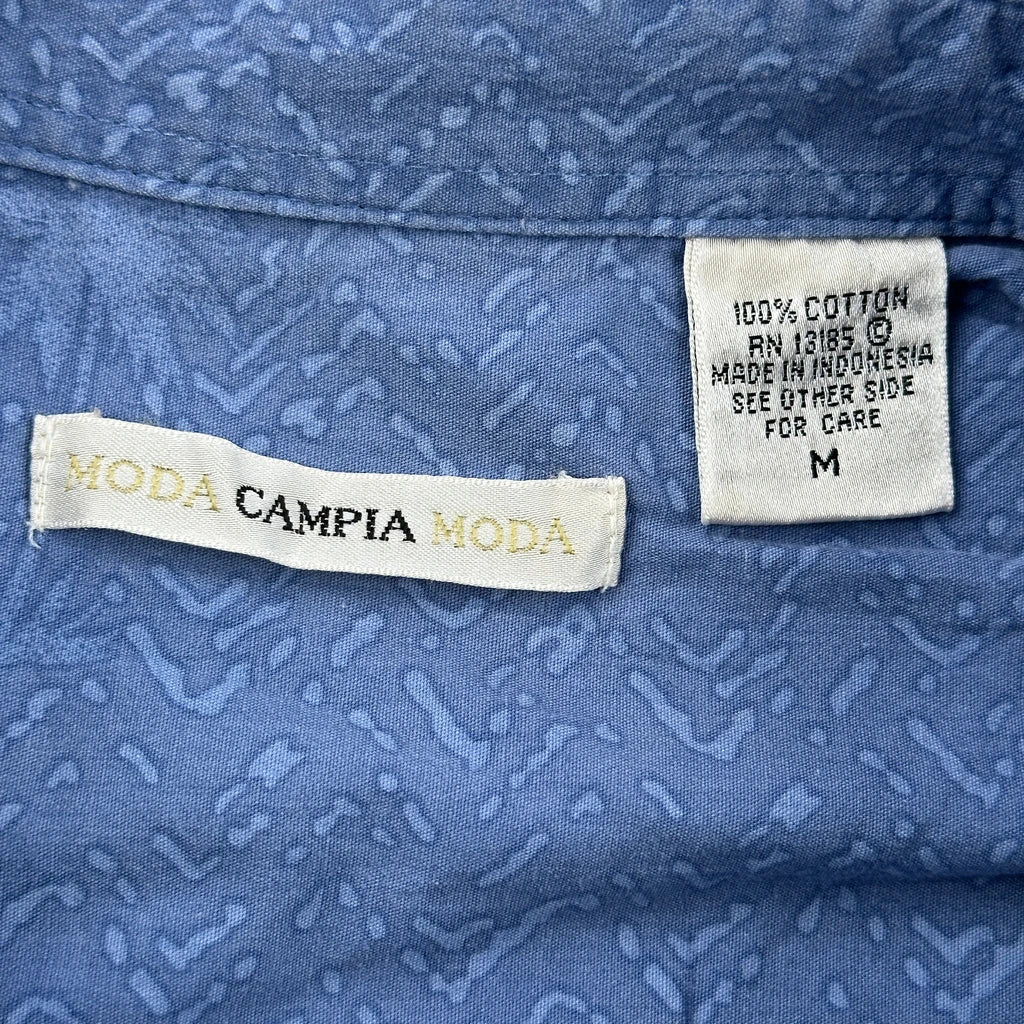 MODA CAMPIA MODA
100% COTTON
RN 13185 ©
MADE IN INDONESIA
SEE OTHER SIDE
FOR CARE
M